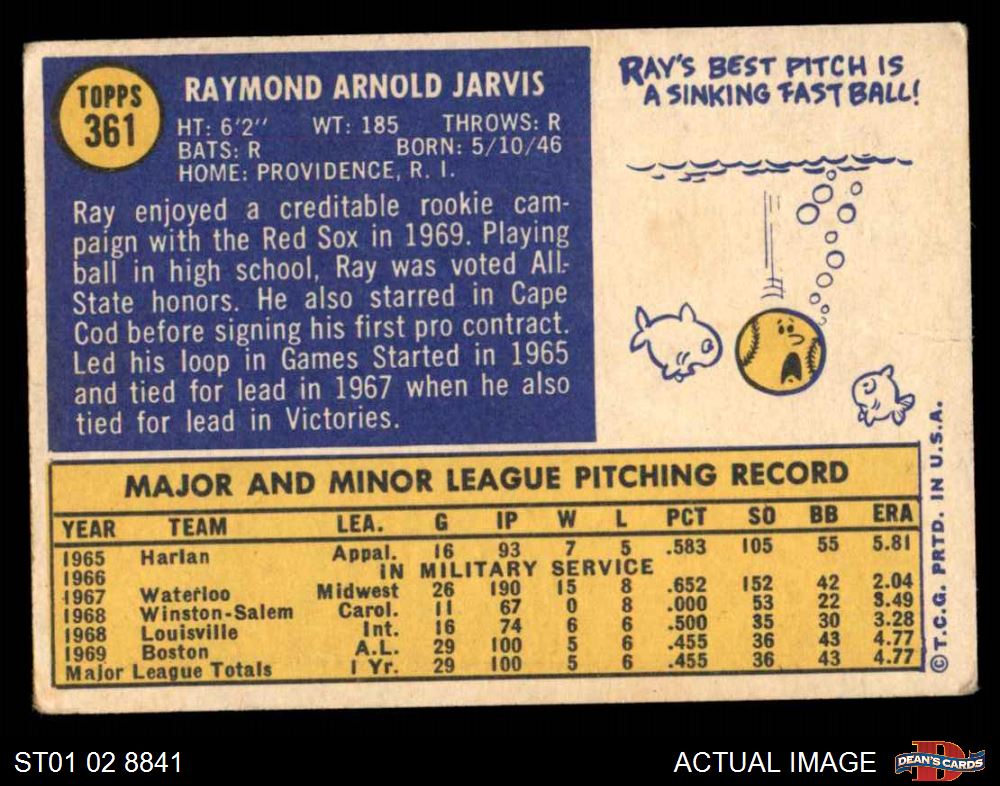 TOPPS
361
RAYMOND ARNOLD JARVIS
HT: 6'2" WT: 185 THROWS: R
BATS: R BORN: 5/10/46
HOME: PROVIDENCE, R. I.
Ray enjoyed a creditable rookie cam-
paign with the Red Sox in 1969. Playing
ball in high school, Ray was voted All-
State honors. He also starred in Cape
Cod before signing his first pro contract.
Led his loop in Games Started in 1965
and tied for lead in 1967 when he also
tied for lead in Victories.
RAY'S BEST PITCH IS
A SINKING FAST BALL!
MAJOR AND MINOR LEAGUE PITCHING RECORD
YEAR TEAM LEA. G IP W L PCT SO BB ERA
1965 Harlan Appal. 16 93 7 5 .583 105 55 5.81
1966 IN MILITARY SERVICE
1967 Waterloo Midwest 26 190 15 8 .652 152 42 2.04
1968 Winston-Salem Carol. 11 67 0 8 .000 53 22 3.49
1968 Louisville Int. 16 74 6 6 .500 35 30 3.28
1969 Boston A.L. 29 100 5 6 .455 36 43 4.77
Major League Totals 1 Yr. 29 100 5 6 .455 36 43 4.77
© T.C.G. PRTD. IN U.S.A.
ST01 02 8841
ACTUAL IMAGE
DEAN'S CARDS